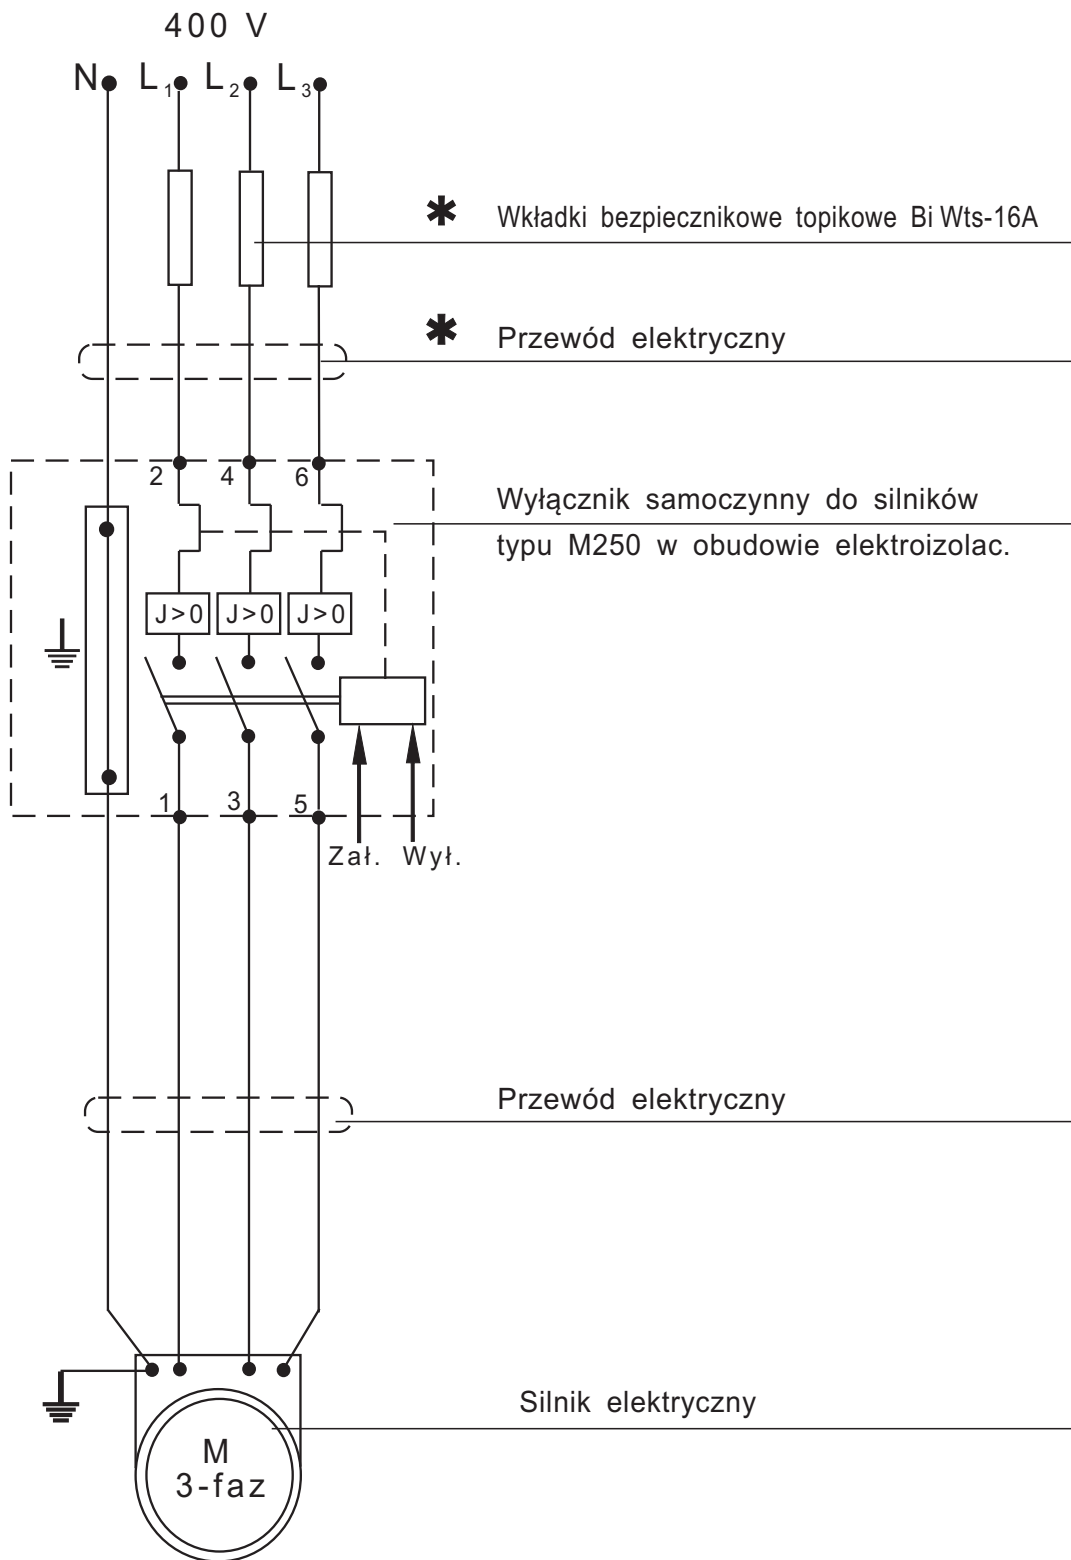 400 V
N L1 L2 L3
✱ Wkładki bezpiecznikowe topikowe Bi Wts-16A
✱ Przewód elektryczny
2 4 6
Wyłącznik samoczynny do silników
typu M250 w obudowie elektroizolac.
J>0 J>0 J>0
1 3 5
Zał. Wył.
Przewód elektryczny
Silnik elektryczny
M
3-faz